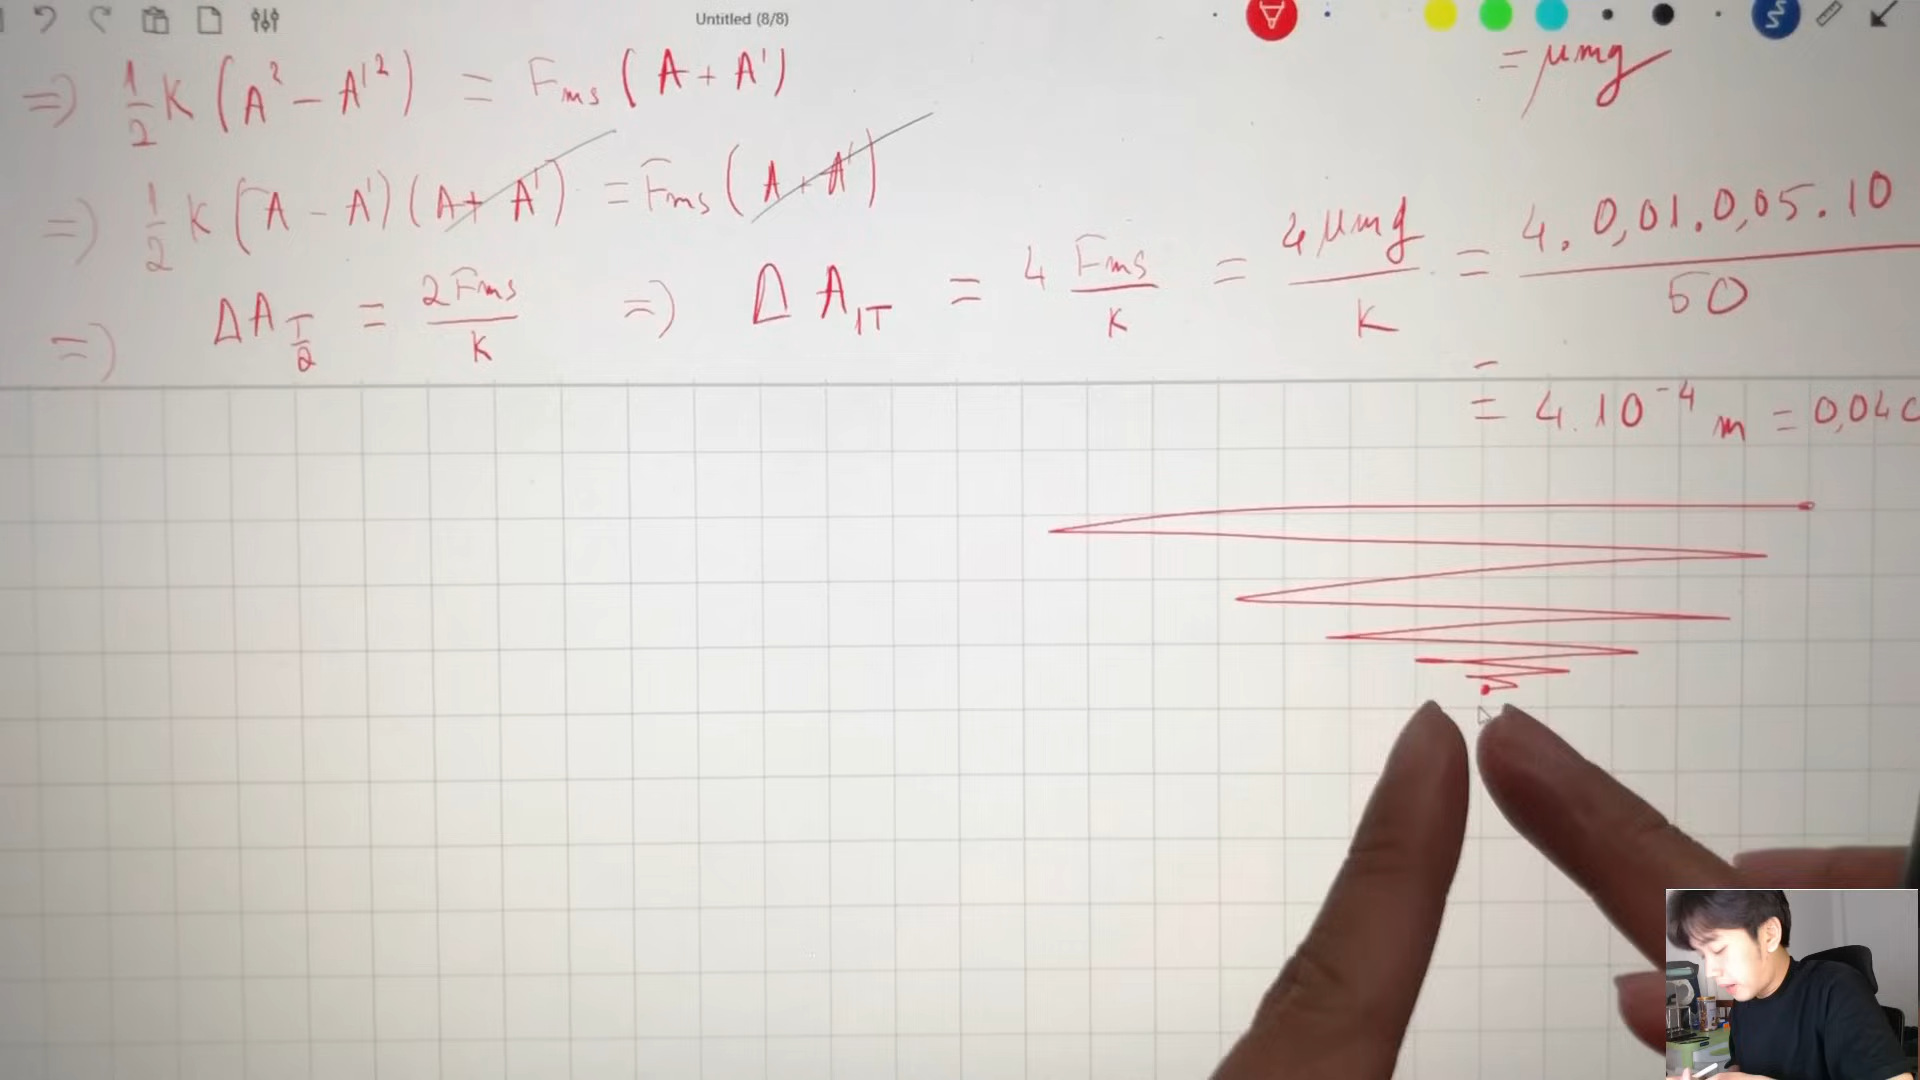 Untitled (8/8)
= μmg
=) 1/2 K (A² − A'²) = Fms (A + A')
=) 1/2 K (A − A') (A + A') = Fms (A + A')
=) ΔA T/2 = 2Fms/K =) ΔA 1T = 4 Fms/K = 4μmg/K = 4. 0,01. 0,05. 10/50
= 4.10⁻⁴ m = 0,04c